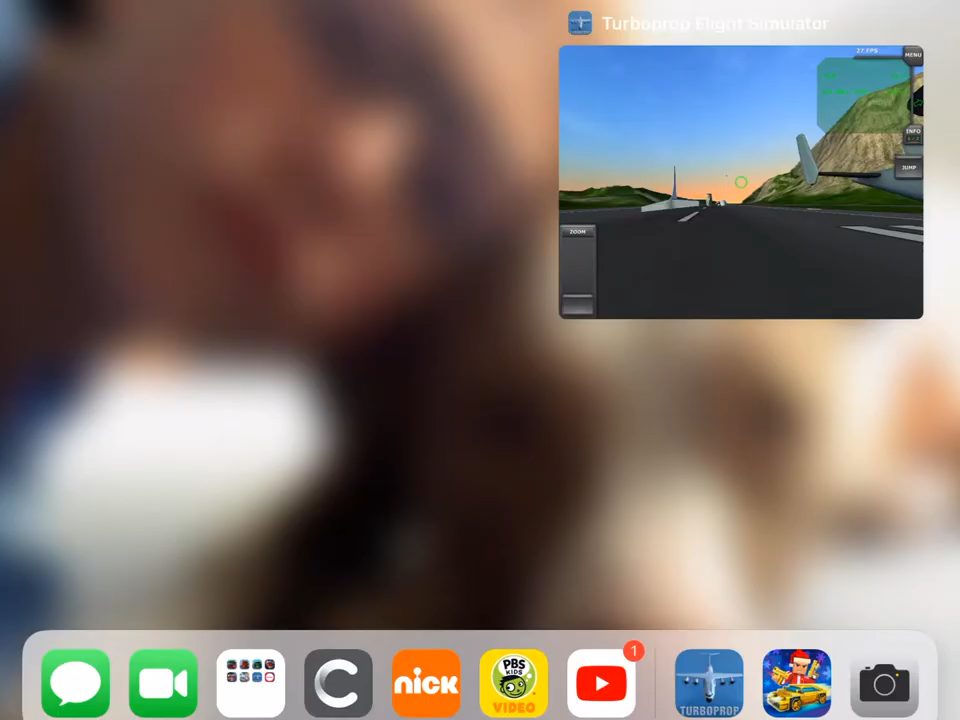 Turboprop Flight Simulator
37 FPS
MENU
INFO
JUMP
ZOOM
1
nick
PBS
KIDS
VIDEO
TURBOPROP